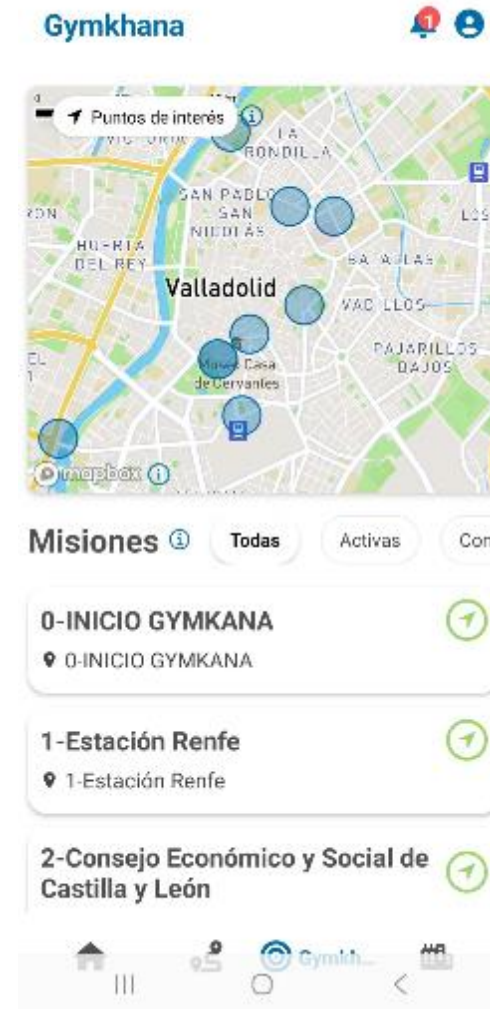 Gymkhana
1
Puntos de interés
LA
RONDILLA
SAN PABLO
SAN
NICOLÁS
HUERTA
DEL REY
Valladolid
VADILLOS
PAJARILLOS
BAJOS
Casa
de Cervantes
mapbox
Misiones
Todas
Activas
Con
0-INICIO GYMKANA
0-INICIO GYMKANA
1-Estación Renfe
1-Estación Renfe
2-Consejo Económico y Social de
Castilla y León
Gymkh...